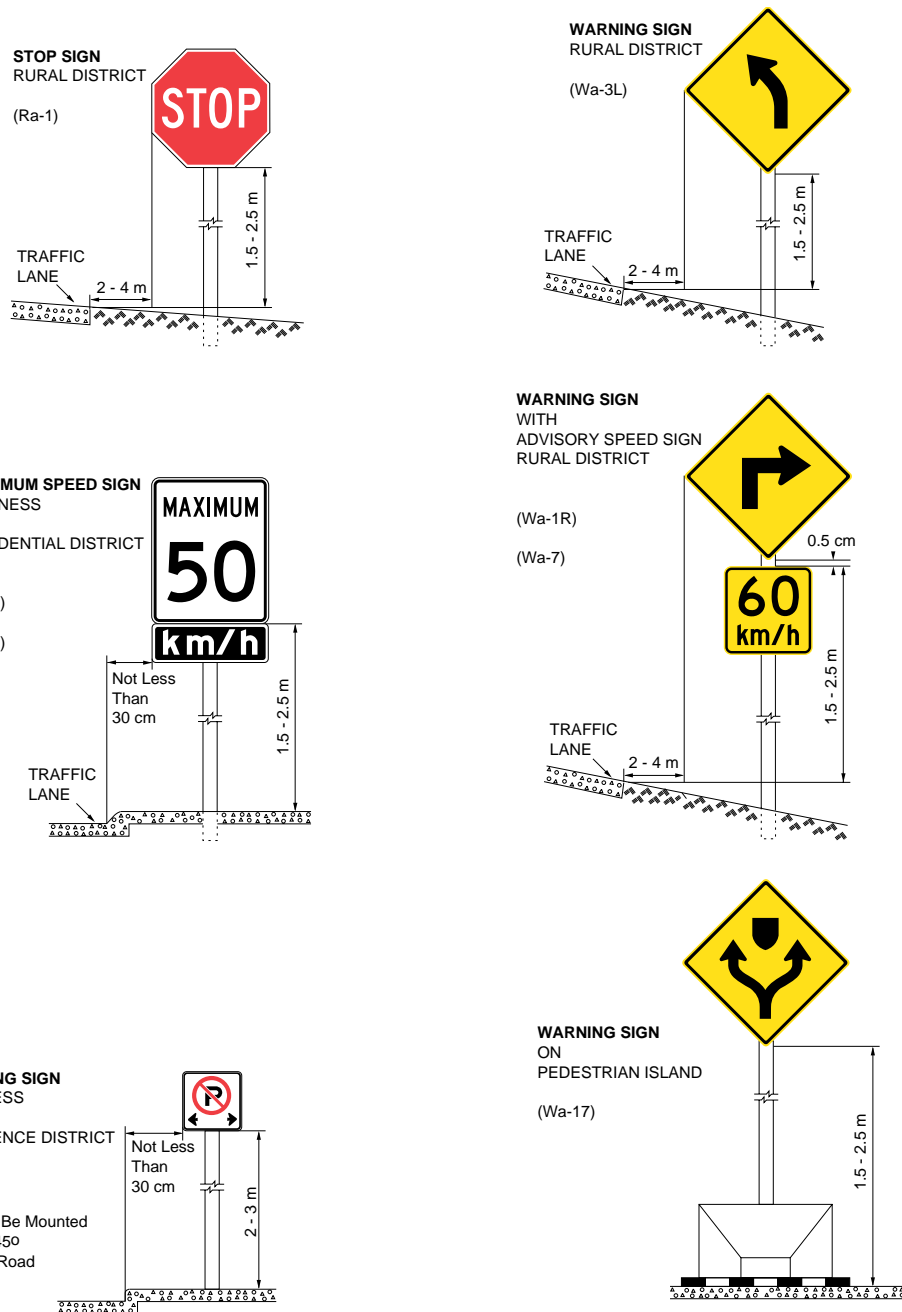 STOP SIGN
RURAL DISTRICT
(Ra-1)
STOP
1.5 - 2.5 m
TRAFFIC
LANE
2 - 4 m
WARNING SIGN
RURAL DISTRICT
(Wa-3L)
1.5 - 2.5 m
TRAFFIC
LANE
2 - 4 m
MUM SPEED SIGN
NESS
DENTIAL DISTRICT
)
)
MAXIMUM
50
km/h
Not Less
Than
30 cm
1.5 - 2.5 m
TRAFFIC
LANE
WARNING SIGN
WITH
ADVISORY SPEED SIGN
RURAL DISTRICT
(Wa-1R)
(Wa-7)
0.5 cm
60
km/h
1.5 - 2.5 m
TRAFFIC
LANE
2 - 4 m
NG SIGN
ESS
ENCE DISTRICT
P
Not Less
Than
30 cm
2 - 3 m
Be Mounted
45o
Road
WARNING SIGN
ON
PEDESTRIAN ISLAND
(Wa-17)
1.5 - 2.5 m